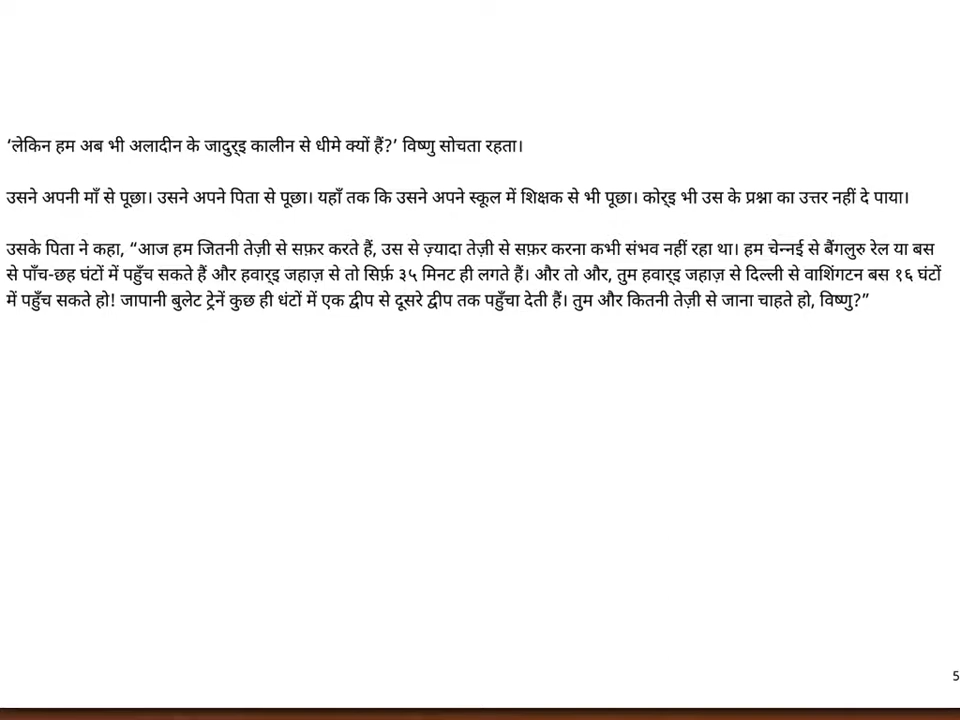 ‘लेकिन हम अब भी अलादीन के जादुर्इ कालीन से धीमे क्यों हैं?’ विष्णु सोचता रहता।
उसने अपनी माँ से पूछा। उसने अपने पिता से पूछा। यहाँ तक कि उसने अपने स्कूल में शिक्षक से भी पूछा। कोर्इ भी उस के प्रश्ना का उत्तर नहीं दे पाया।
उसके पिता ने कहा, “आज हम जितनी तेज़ी से सफ़र करते हैं, उस से ज़्यादा तेज़ी से सफ़र करना कभी संभव नहीं रहा था। हम चेन्नई से बैंगलुरु रेल या बस
से पाँच-छह घंटों में पहुँच सकते हैं और हवार्इ जहाज़ से तो सिर्फ़ ३५ मिनट ही लगते हैं। और तो और, तुम हवार्इ जहाज़ से दिल्ली से वाशिंगटन बस १६ घंटों
में पहुँच सकते हो! जापानी बुलेट ट्रेनें कुछ ही धंटों में एक द्वीप से दूसरे द्वीप तक पहुँचा देती हैं। तुम और कितनी तेज़ी से जाना चाहते हो, विष्णु?”
5